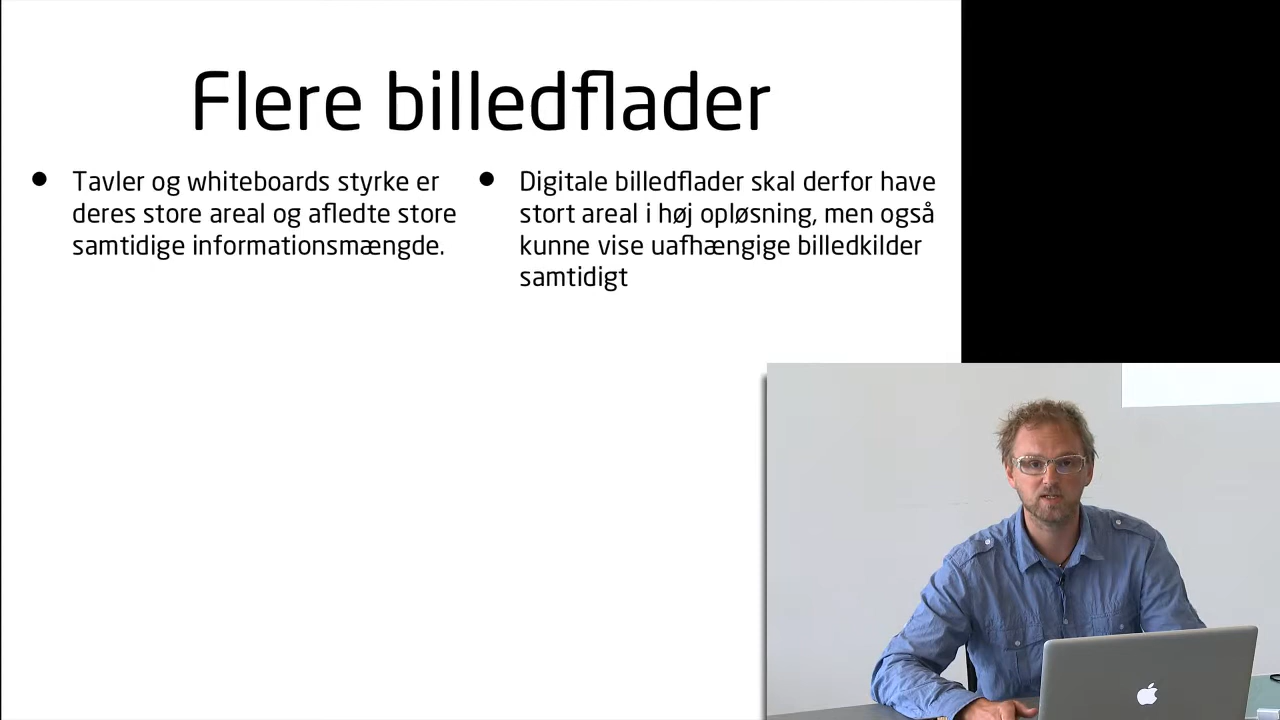 Flere billedflader
Tavler og whiteboards styrke er
deres store areal og afledte store
samtidige informationsmængde.
Digitale billedflader skal derfor have
stort areal i høj opløsning, men også
kunne vise uafhængige billedkilder
samtidigt